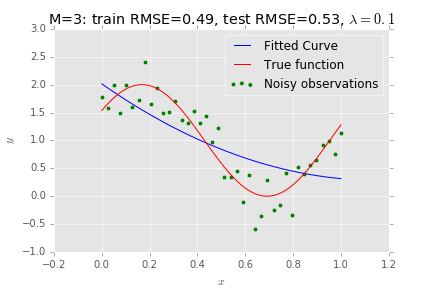 M=3: train RMSE=0.49, test RMSE=0.53, λ=0.1
3.0
2.5
2.0
1.5
1.0
0.5
0.0
−0.5
−1.0
y
Fitted Curve
True function
Noisy observations
−0.2 0.0 0.2 0.4 0.6 0.8 1.0 1.2
x